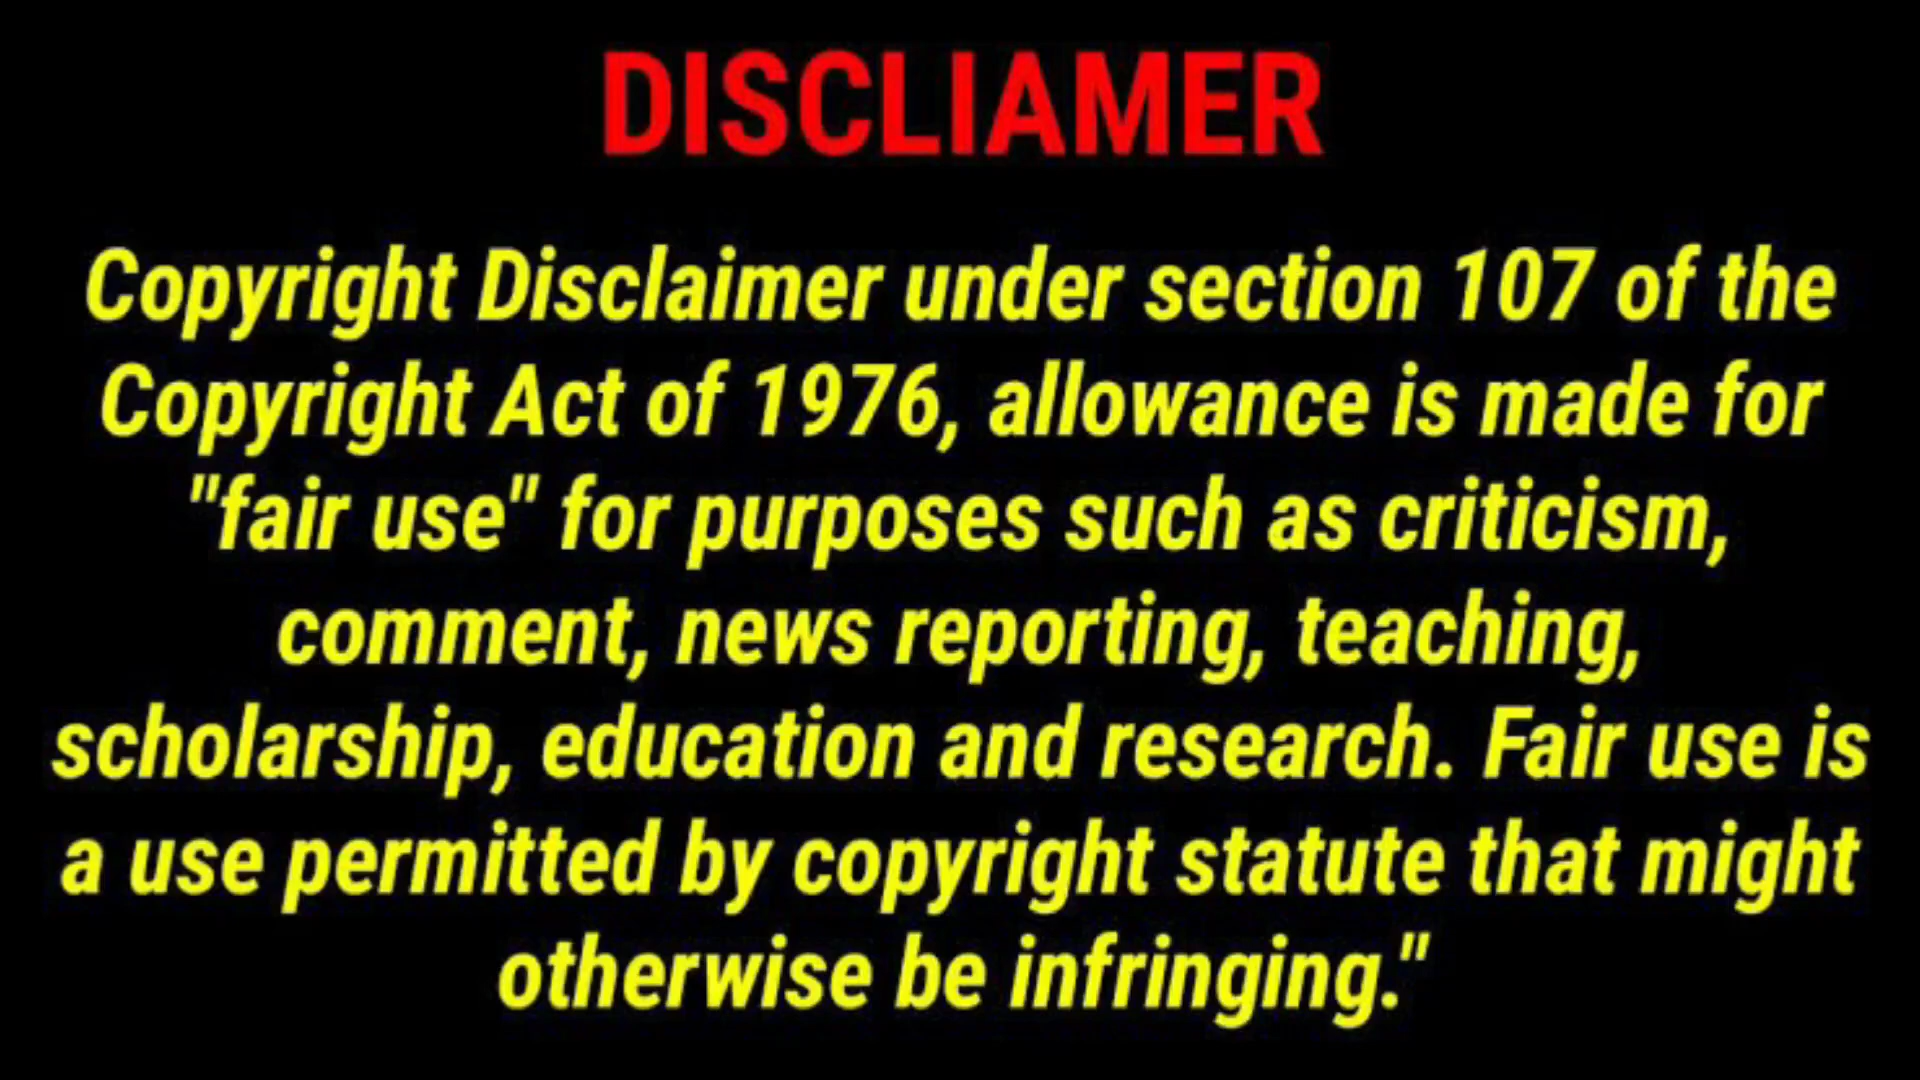 DISCLIAMER
Copyright Disclaimer under section 107 of the
Copyright Act of 1976, allowance is made for
"fair use" for purposes such as criticism,
comment, news reporting, teaching,
scholarship, education and research. Fair use is
a use permitted by copyright statute that might
otherwise be infringing."